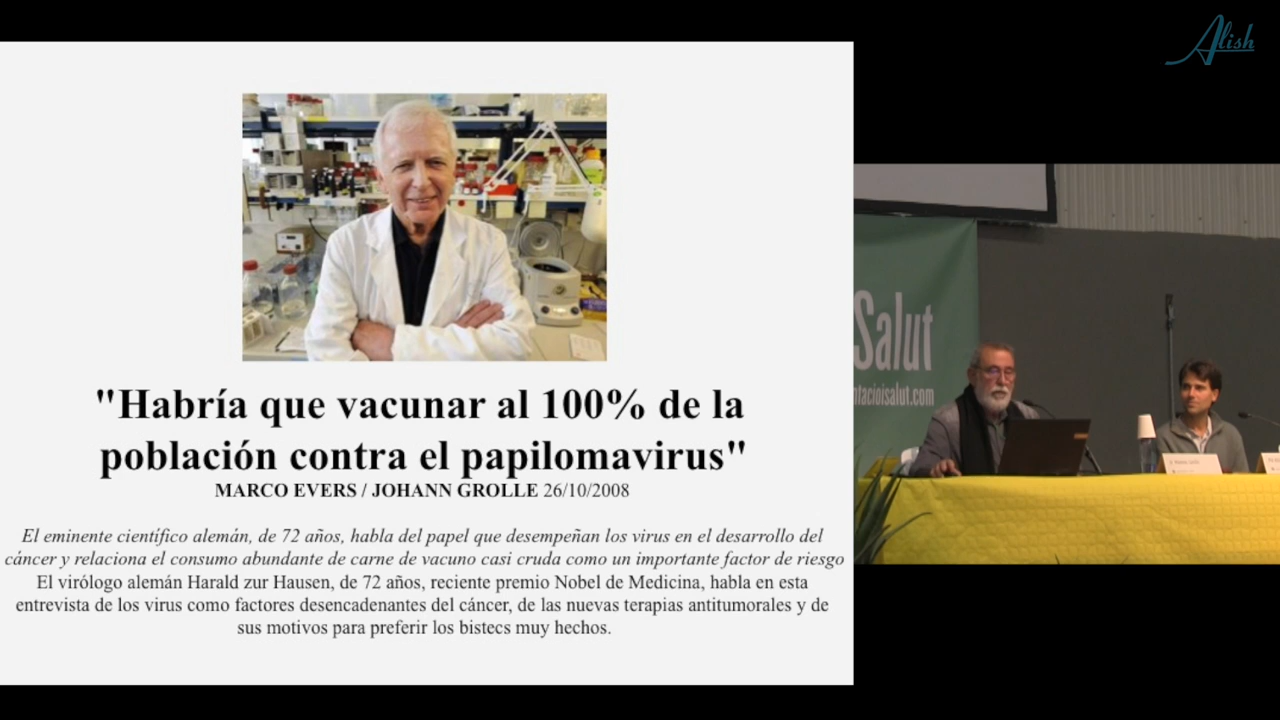 Alish
"Habría que vacunar al 100% de la
población contra el papilomavirus"
MARCO EVERS / JOHANN GROLLE 26/10/2008
El eminente científico alemán, de 72 años, habla del papel que desempeñan los virus en el desarrollo del
cáncer y relaciona el consumo abundante de carne de vacuno casi cruda como un importante factor de riesgo
El virólogo alemán Harald zur Hausen, de 72 años, reciente premio Nobel de Medicina, habla en esta
entrevista de los virus como factores desencadenantes del cáncer, de las nuevas terapias antitumorales y de
sus motivos para preferir los bistecs muy hechos.
Salut
ntacioisalut.com